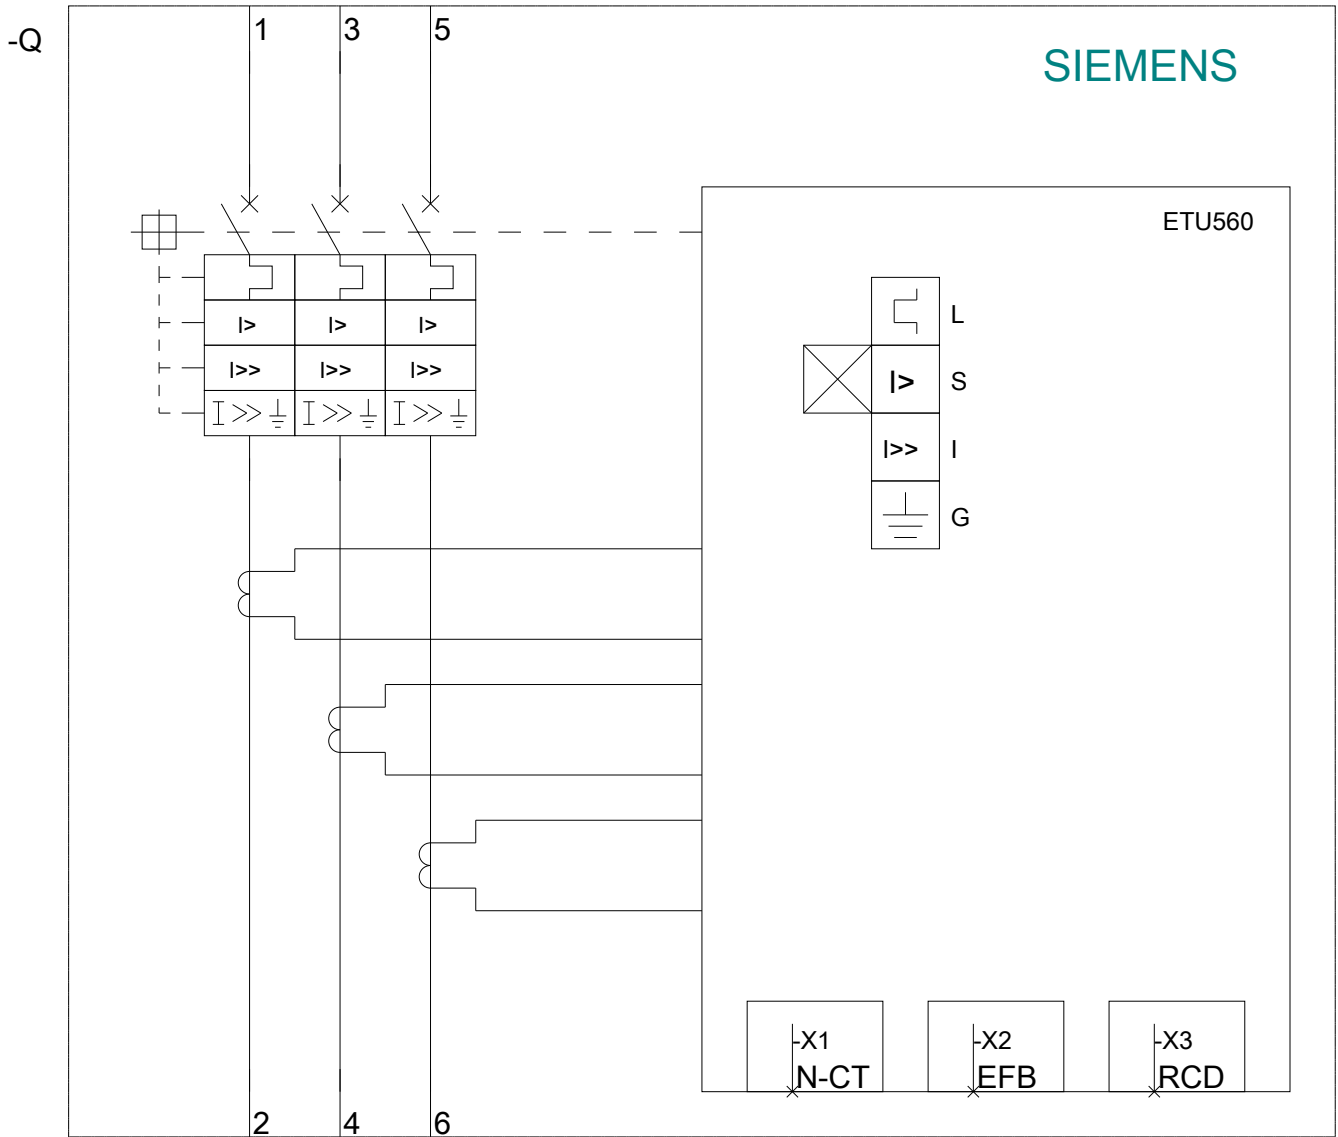 1 3 5
-Q
SIEMENS
ETU560
L
I> I> I>
I>> I>> I>>
I> S
I>>
I
I >> I >> I >>
G
-X1 -X2 -X3
N-CT EFB RCD
2 4 6